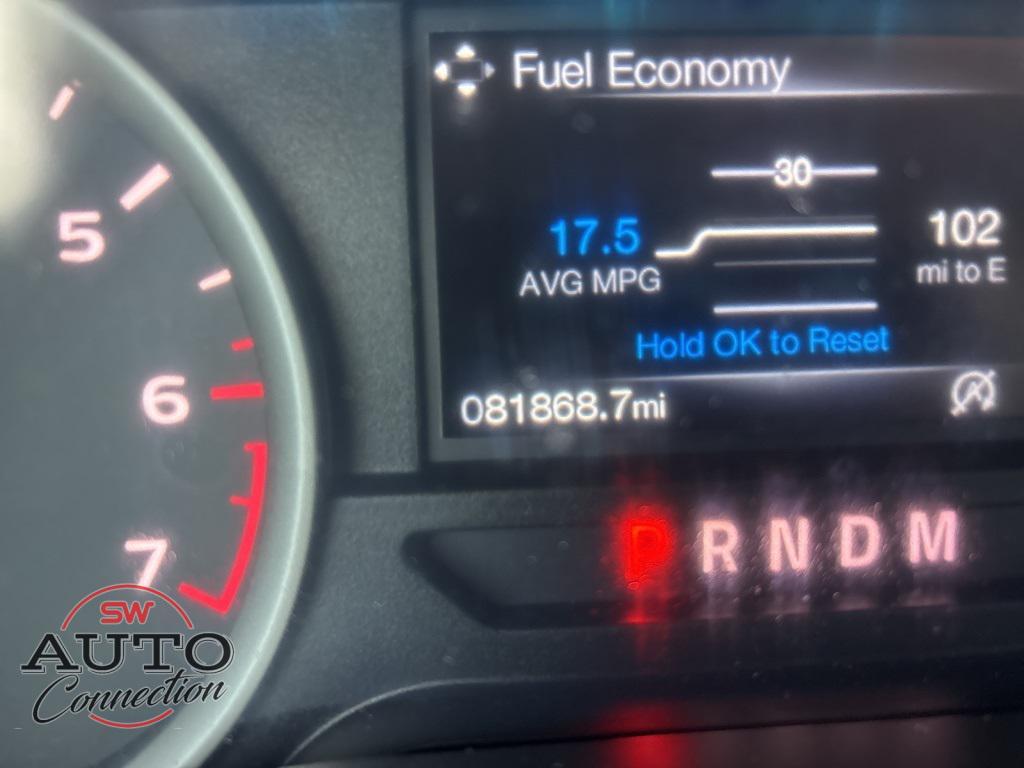 Fuel Economy
30
17.5
AVG MPG
102
mi to E
Hold OK to Reset
081868.7mi
P R N D M
5
6
7
SW
AUTO
Connection